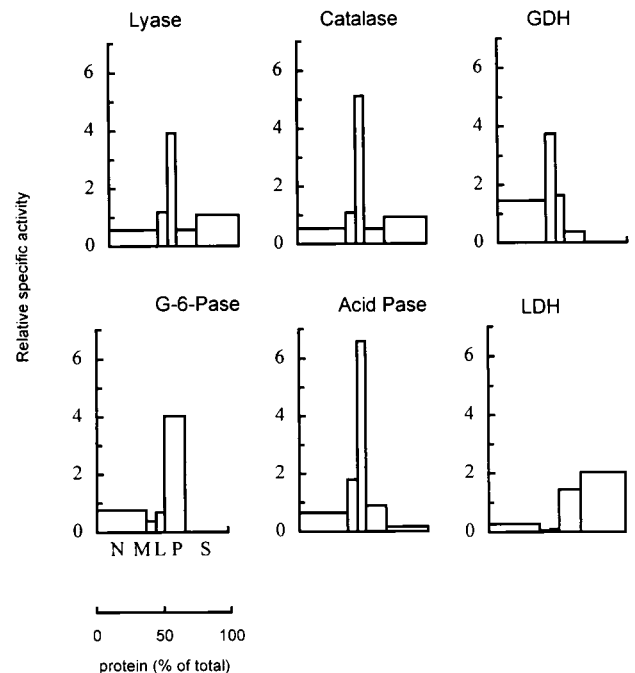 Lyase Catalase GDH
6 6 6
4 4 4
2 2 2
0 0 0
Relative specific activity
G-6-Pase Acid Pase LDH
6 6 6
4 4 4
2 2 2
0 0 0
N M L P S
0 50 100
protein (% of total)